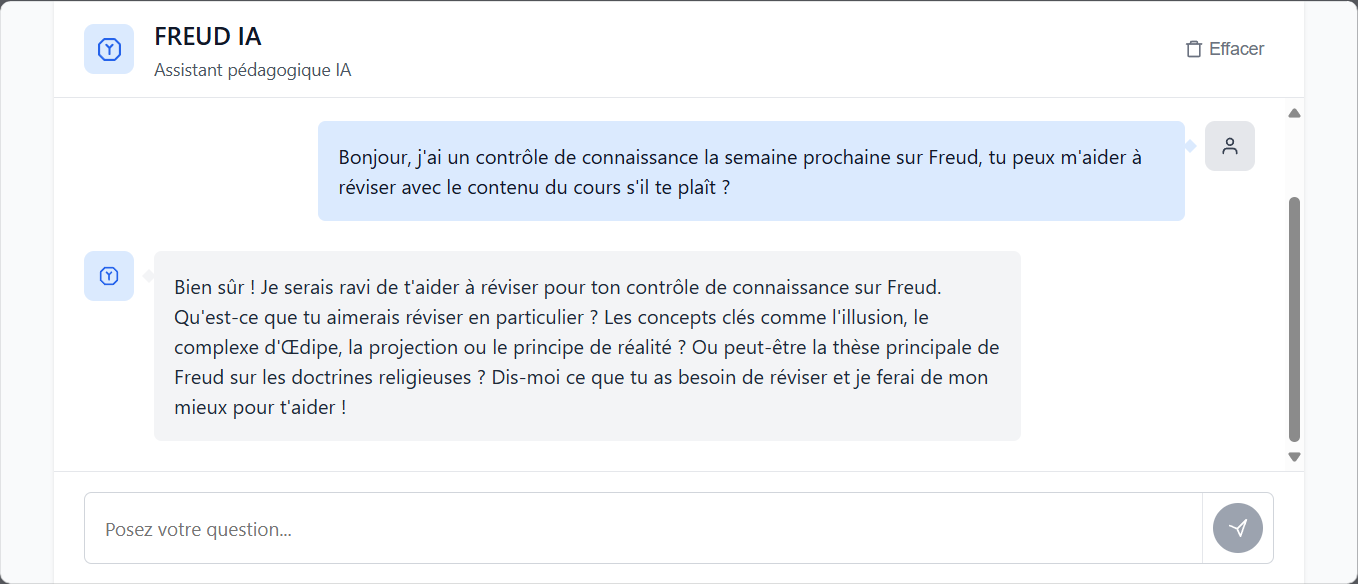 FREUD IA
Assistant pédagogique IA
Effacer
Bonjour, j'ai un contrôle de connaissance la semaine prochaine sur Freud, tu peux m'aider à
réviser avec le contenu du cours s'il te plaît ?
Bien sûr ! Je serais ravi de t'aider à réviser pour ton contrôle de connaissance sur Freud.
Qu'est-ce que tu aimerais réviser en particulier ? Les concepts clés comme l'illusion, le
complexe d'Œdipe, la projection ou le principe de réalité ? Ou peut-être la thèse principale de
Freud sur les doctrines religieuses ? Dis-moi ce que tu as besoin de réviser et je ferai de mon
mieux pour t'aider !
Posez votre question...